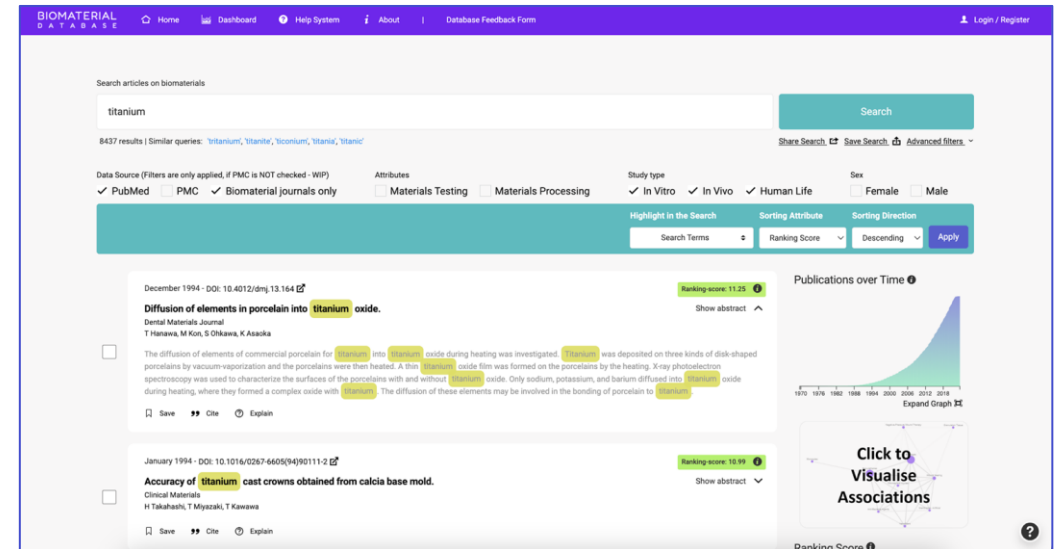 BIOMATERIAL
DATABASE
Home
Dashboard
Help System
About
|
Database Feedback Form
Login / Register
Search articles on biomaterials
titanium
Search
8437 results | Similar queries: 'tritanium', 'titanite', 'ticonium', 'titania', 'titanic'
Share Search
Save Search
Advanced filters
Data Source (Filters are only applied, if PMC is NOT checked - WIP)
Attributes
Study type
Sex
PubMed
PMC
Biomaterial journals only
Materials Testing
Materials Processing
In Vitro
In Vivo
Human Life
Female
Male
Highlight in the Search
Sorting Attribute
Sorting Direction
Search Terms
Ranking Score
Descending
Apply
December 1994 - DOI: 10.4012/dmj.13.164
Ranking-score: 11.25
Diffusion of elements in porcelain into titanium oxide.
Show abstract
Dental Materials Journal
T Hanawa, M Kon, S Ohkawa, K Asaoka
The diffusion of elements of commercial porcelain for titanium into titanium oxide during heating was investigated. Titanium was deposited on three kinds of disk-shaped
porcelains by vacuum-vaporization and the porcelains were then heated. A thin titanium oxide film was formed on the porcelains by the heating. X-ray photoelectron
spectroscopy was used to characterize the surfaces of the porcelains with and without titanium oxide. Only sodium, potassium, and barium diffused into titanium oxide
during heating, where they formed a complex oxide with titanium. The diffusion of these elements may be involved in the bonding of porcelain to titanium.
Save
Cite
Explain
January 1994 - DOI: 10.1016/0267-6605(94)90111-2
Ranking-score: 10.99
Accuracy of titanium cast crowns obtained from calcia base mold.
Show abstract
Clinical Materials
H Takahashi, T Miyazaki, T Kawawa
Save
Cite
Explain
Publications over Time
1970 1976 1982 1988 1994 2000 2006 2012 2018
Expand Graph
Click to
Visualise
Associations
Ranking Score